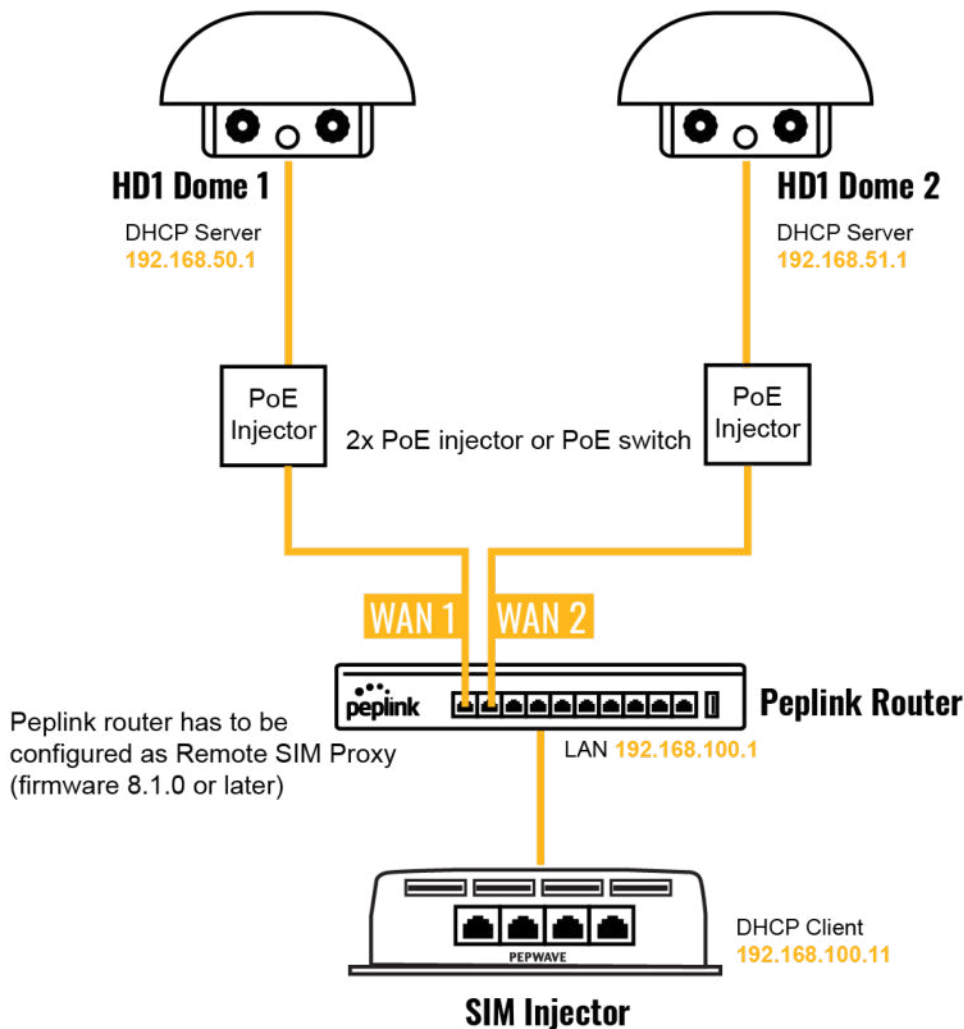 HD1 Dome 1
DHCP Server
192.168.50.1
HD1 Dome 2
DHCP Server
192.168.51.1
PoE
Injector
2x PoE injector or PoE switch
PoE
Injector
WAN 1
WAN 2
peplink
Peplink Router
Peplink router has to be
configured as Remote SIM Proxy
(firmware 8.1.0 or later)
LAN 192.168.100.1
PEPWAVE
DHCP Client
192.168.100.11
SIM Injector